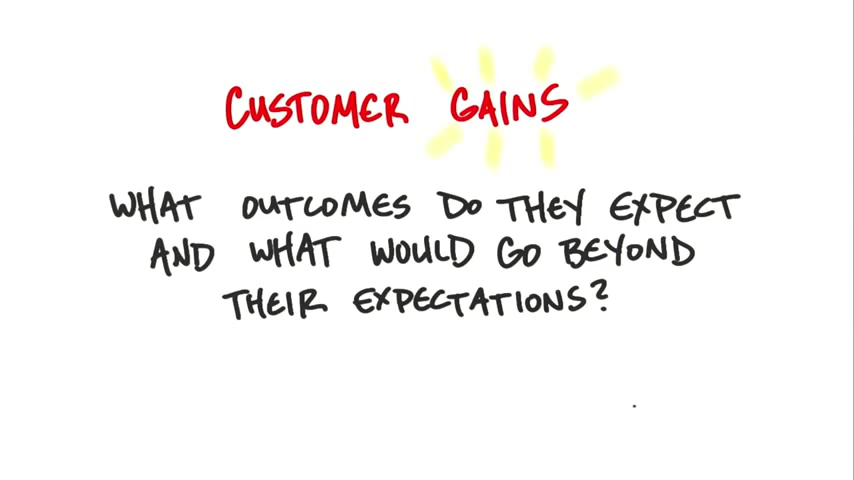 CUSTOMER GAINS
WHAT OUTCOMES DO THEY EXPECT
AND WHAT WOULD GO BEYOND
THEIR EXPECTATIONS?